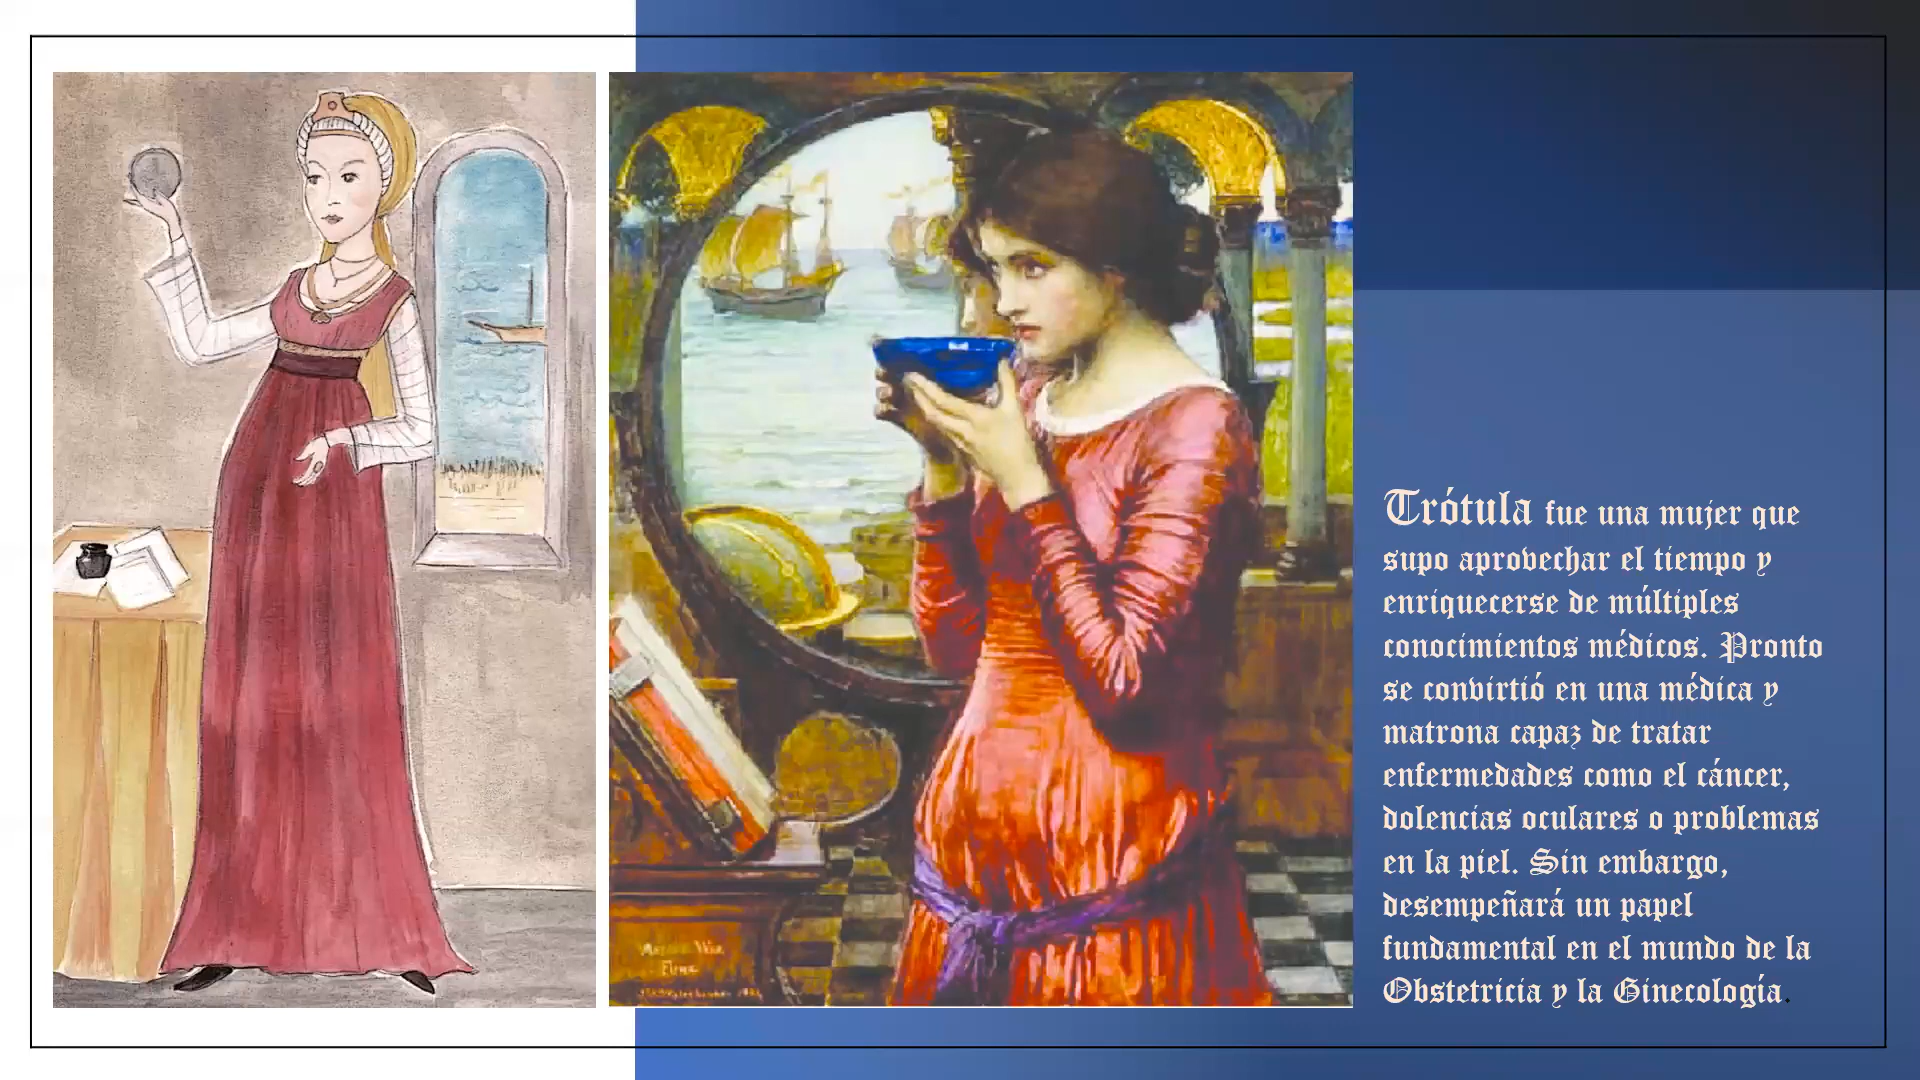 Trótula fue una mujer que
supo aprovechar el tiempo y
enriquecerse de múltiples
conocimientos médicos. Pronto
se convirtió en una médica y
matrona capaz de tratar
enfermedades como el cáncer,
dolencias oculares o problemas
en la piel. Sin embargo,
desempeñará un papel
fundamental en el mundo de la
Obstetricia y la Ginecología.